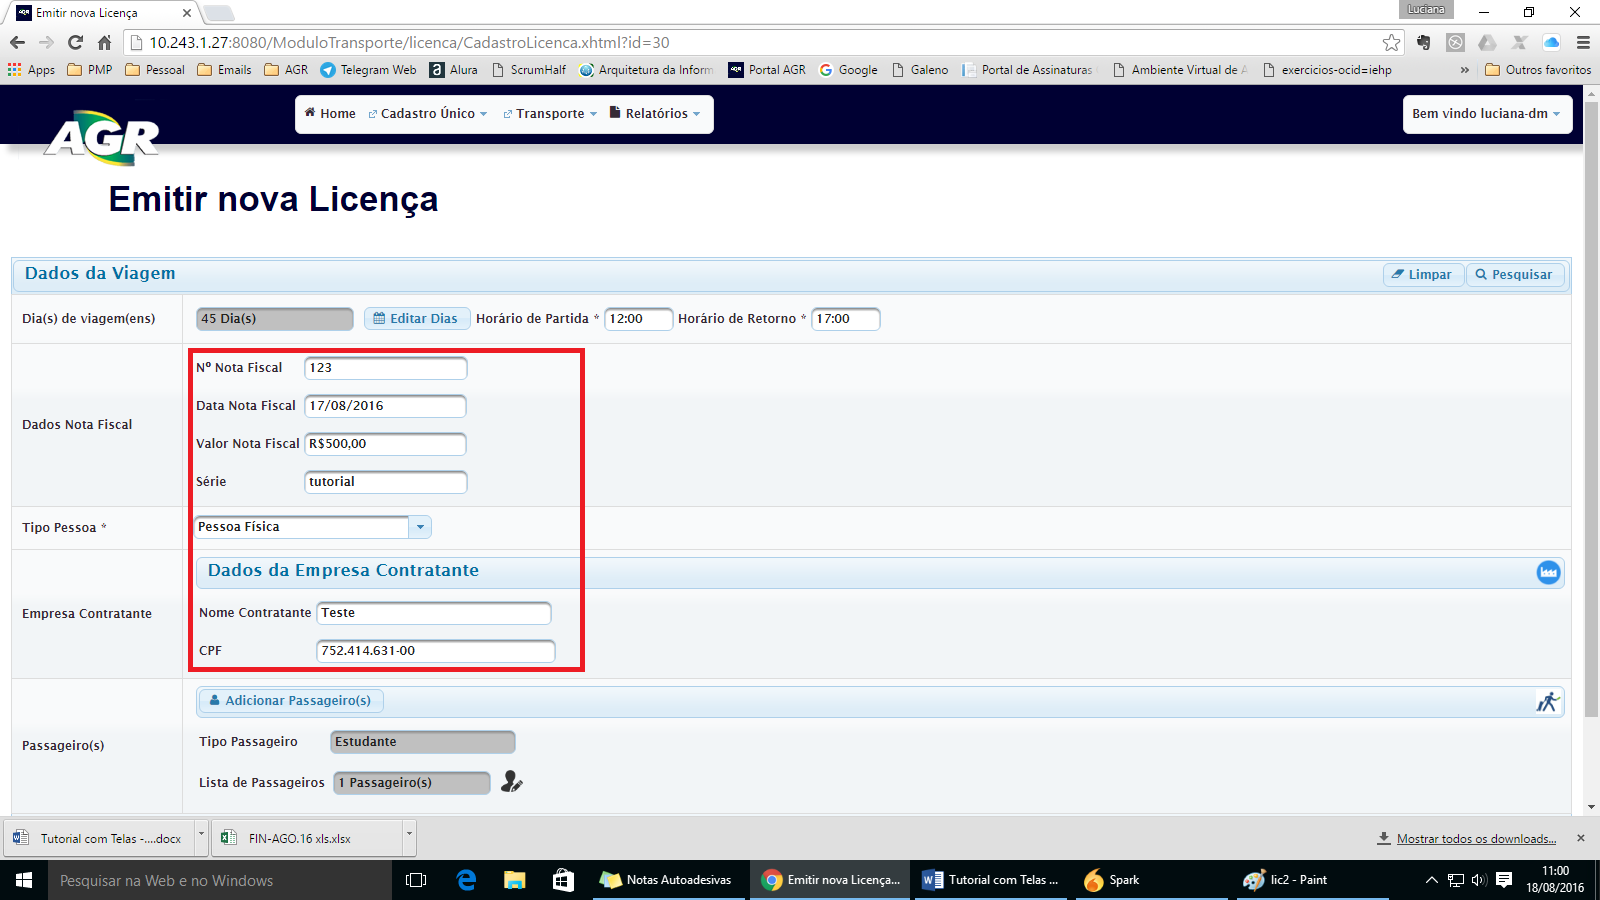 Emitir nova Licença
Luciana
10.243.1.27:8080/ModuloTransporte/licenca/CadastroLicenca.xhtml?id=30
Apps PMP Pessoal Emails AGR Telegram Web Alura ScrumHalf Arquitetura da Inform Portal AGR Google Galeno Portal de Assinaturas Ambiente Virtual de A exercicios-ocid=iehp » Outros favoritos
AGR
Home Cadastro Único Transporte Relatórios Bem vindo luciana-dm
Emitir nova Licença
Dados da Viagem Limpar Pesquisar
Dia(s) de viagem(ens) 45 Dia(s) Editar Dias Horário de Partida * 12:00 Horário de Retorno * 17:00
Dados Nota Fiscal
Nº Nota Fiscal 123
Data Nota Fiscal 17/08/2016
Valor Nota Fiscal R$500,00
Série tutorial
Tipo Pessoa * Pessoa Física
Empresa Contratante
Dados da Empresa Contratante
Nome Contratante Teste
CPF 752.414.631-00
Passageiro(s)
Adicionar Passageiro(s)
Tipo Passageiro Estudante
Lista de Passageiros 1 Passageiro(s)
Tutorial com Telas -....docx FIN-AGO.16 xls.xlsx Mostrar todos os downloads...
Pesquisar na Web e no Windows Notas Autoadesivas Emitir nova Licença... Tutorial com Telas ... Spark lic2 - Paint 11:00
18/08/2016